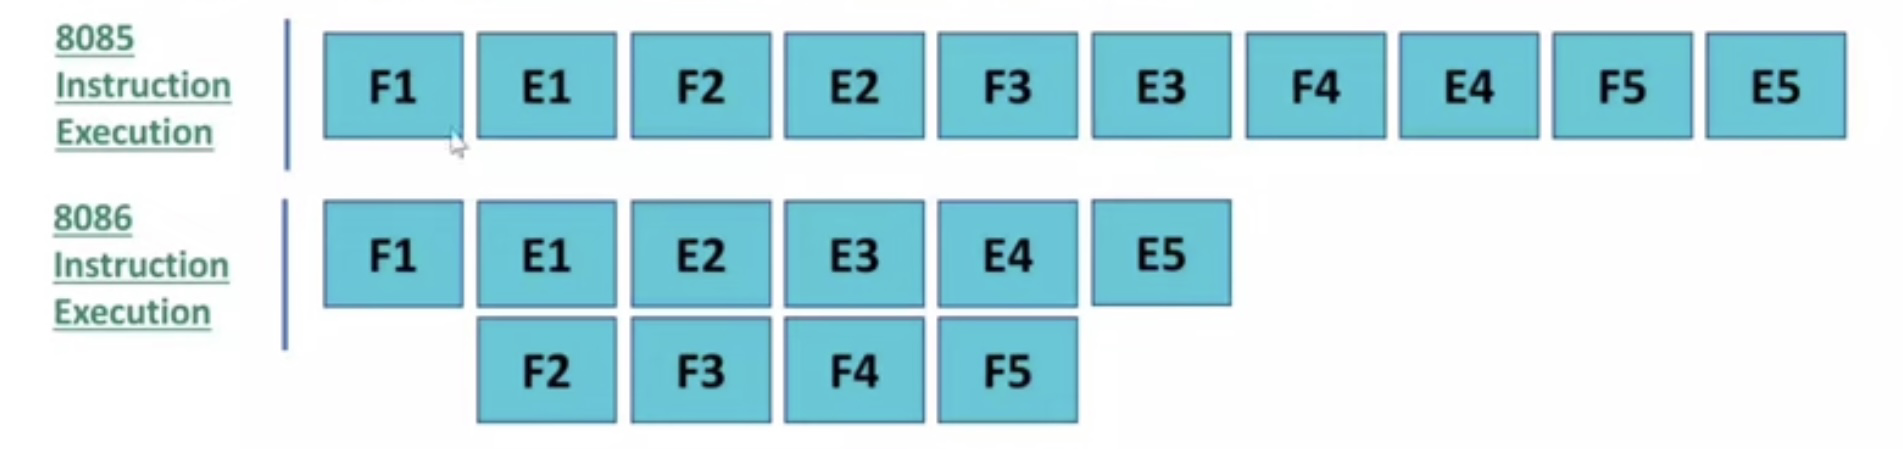 8085
Instruction
Execution
F1 E1 F2 E2 F3 E3 F4 E4 F5 E5
8086
Instruction
Execution
F1 E1 E2 E3 E4 E5
F2 F3 F4 F5